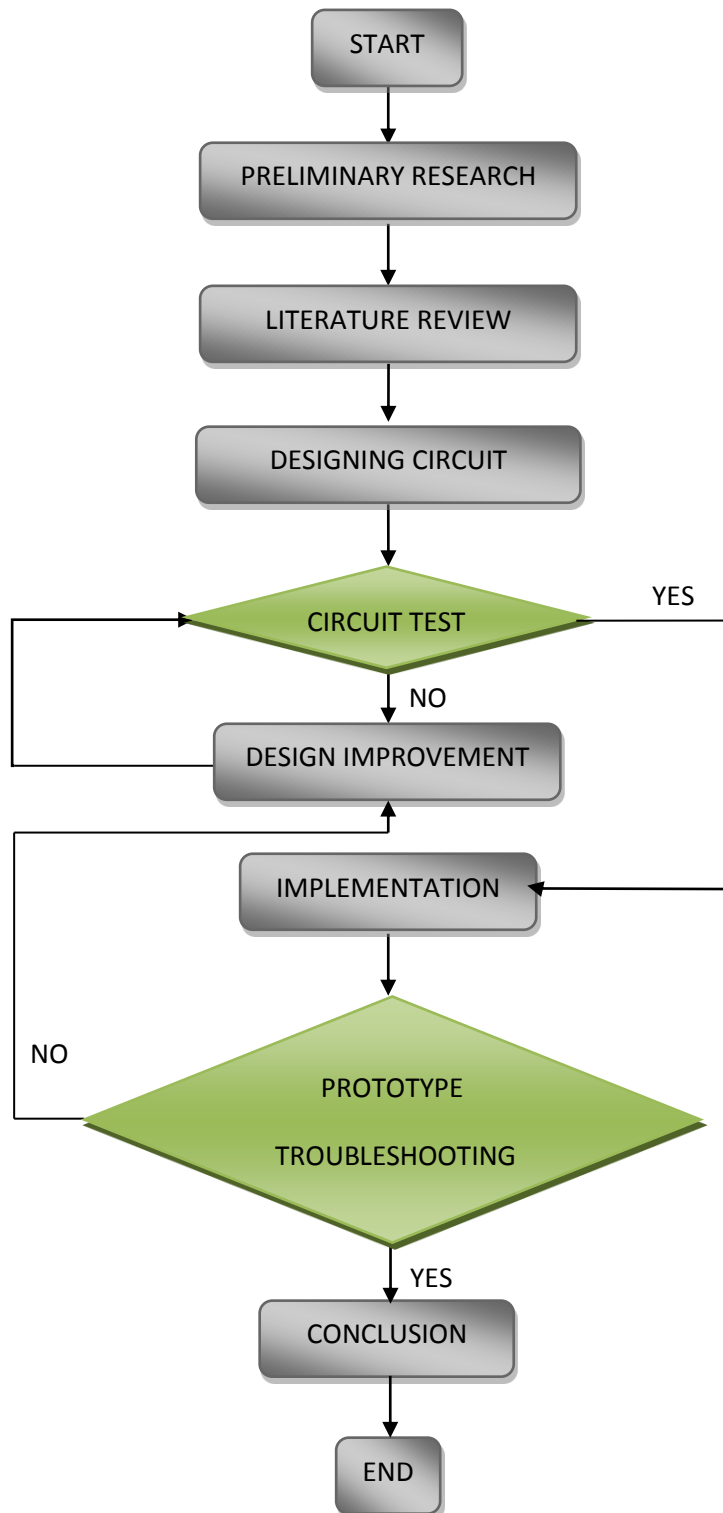 START
PRELIMINARY RESEARCH
LITERATURE REVIEW
DESIGNING CIRCUIT
YES
CIRCUIT TEST
NO
DESIGN IMPROVEMENT
IMPLEMENTATION
NO
PROTOTYPE
TROUBLESHOOTING
YES
CONCLUSION
END